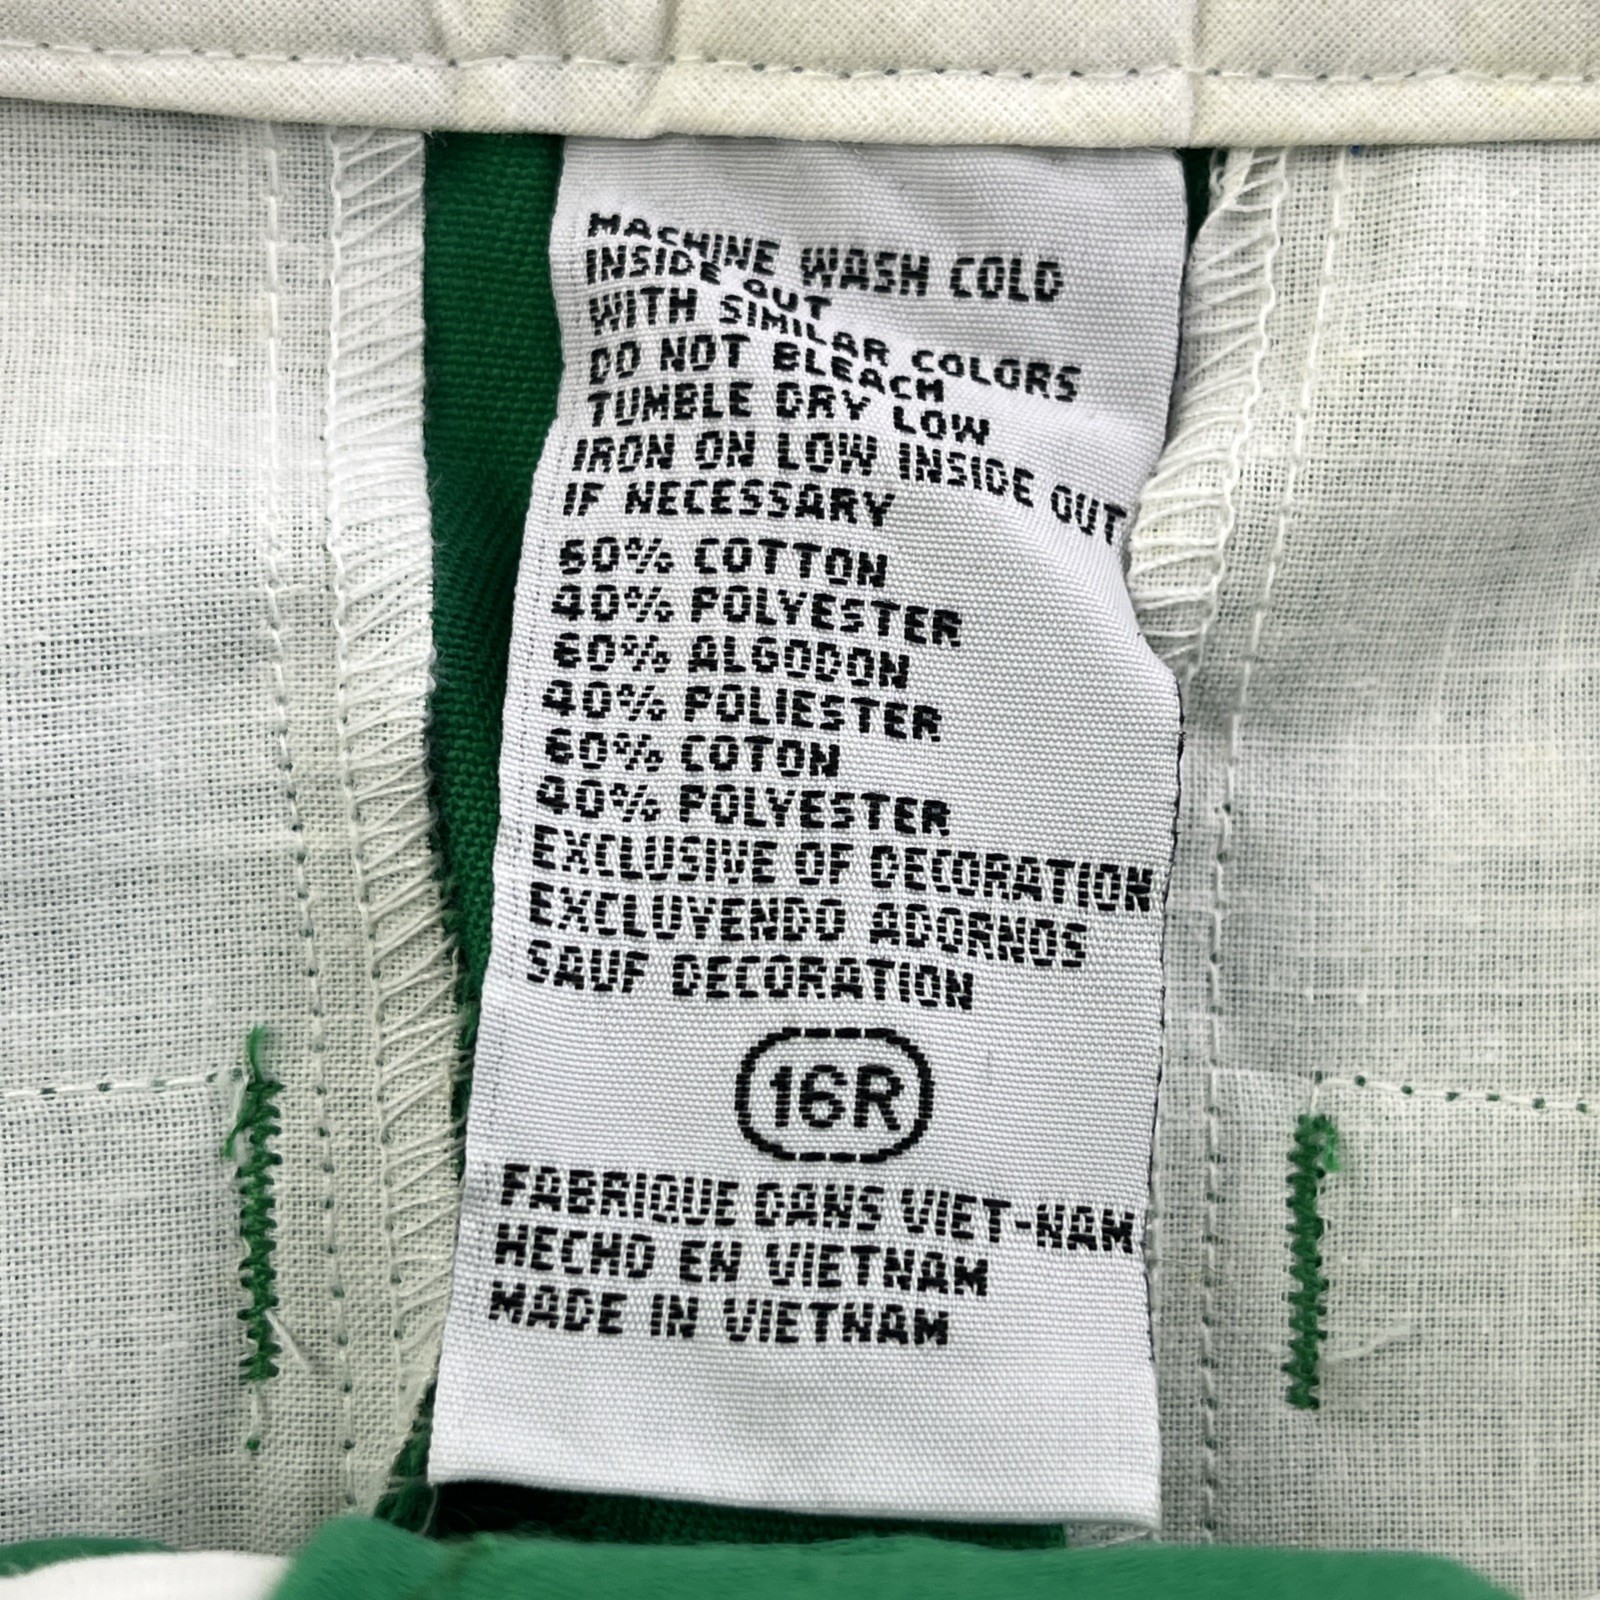 MACHINE WASH COLD
INSIDE OUT
WITH SIMILAR COLORS
DO NOT BLEACH
TUMBLE DRY LOW
IRON ON LOW INSIDE OUT
IF NECESSARY
60% COTTON
40% POLYESTER
60% ALGODON
40% POLIESTER
60% COTON
40% POLYESTER
EXCLUSIVE OF DECORATION
EXCLUYENDO ADORNOS
SAUF DECORATION
16R
FABRIQUE DANS VIET-NAM
HECHO EN VIETNAM
MADE IN VIETNAM